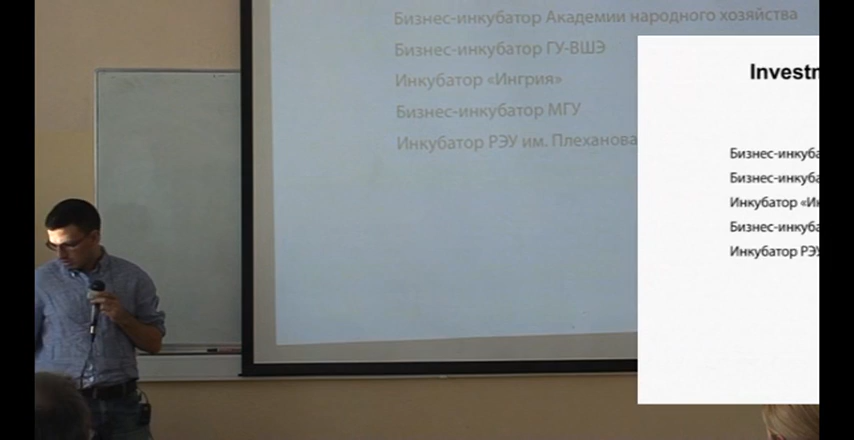 Бизнес-инкубатор Академии народного хозяйства
Бизнес-инкубатор ГУ-ВШЭ
Инкубатор «Ингрия»
Бизнес-инкубатор МГУ
Инкубатор РЭУ им. Плеханова
Investm
Бизнес-инкуба
Бизнес-инкуба
Инкубатор «Ин
Бизнес-инкуба
Инкубатор РЭУ